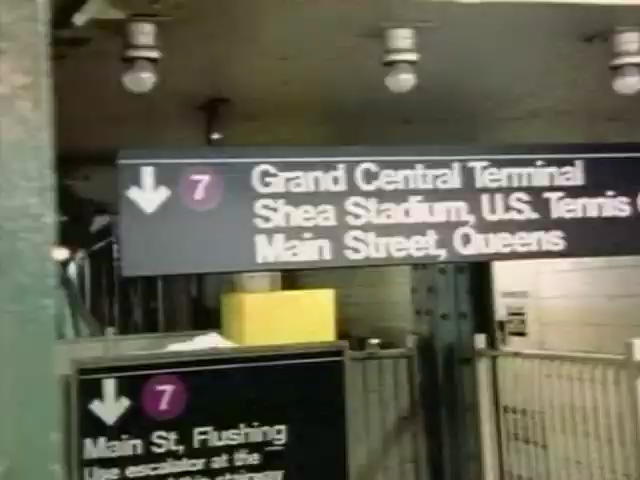 7 Grand Central Terminal
Shea Stadium, U.S. Tennis
Main Street, Queens
7
Main St, Flushing
Use escalator at the